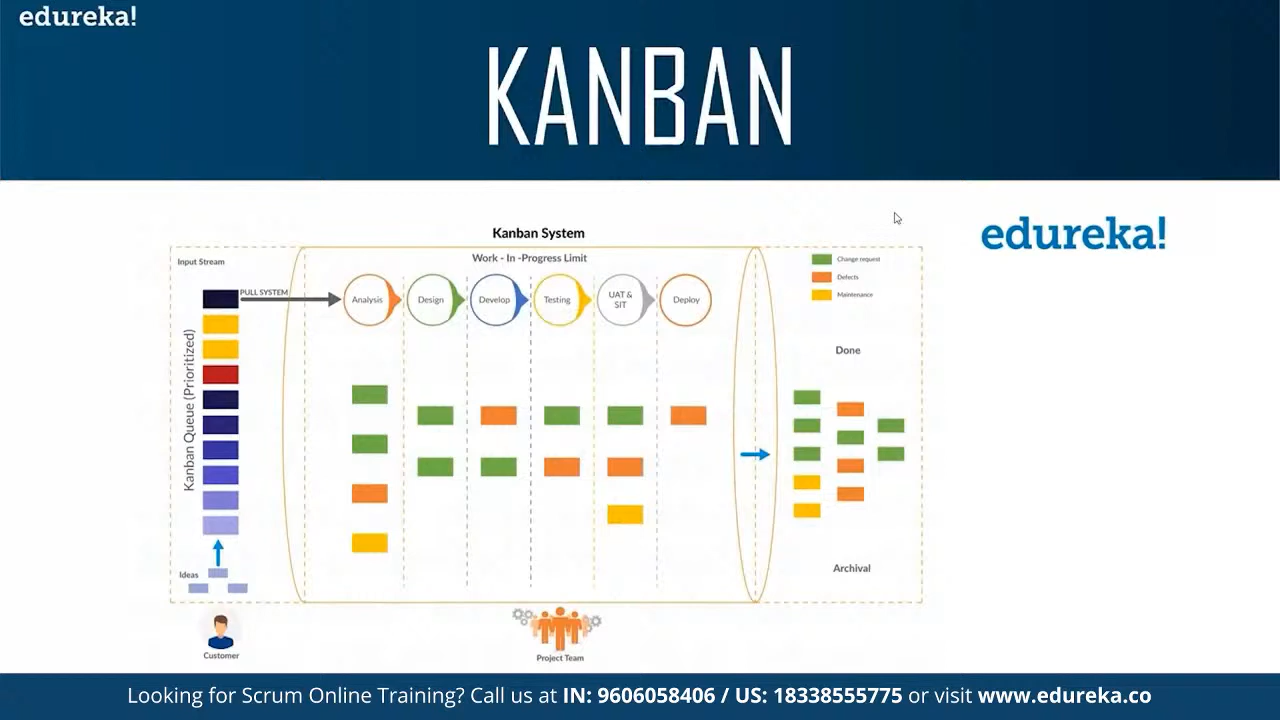 edureka!
KANBAN
edureka!
Kanban System
Work - In -Progress Limit
Input Stream
PULL SYSTEM
Kanban Queue (Prioritized)
Analysis
Design
Develop
Testing
UAT &
SIT
Deploy
Change request
Defects
Maintenance
Done
Archival
Ideas
Customer
Project Team
Looking for Scrum Online Training? Call us at IN: 9606058406 / US: 18338555775 or visit www.edureka.co